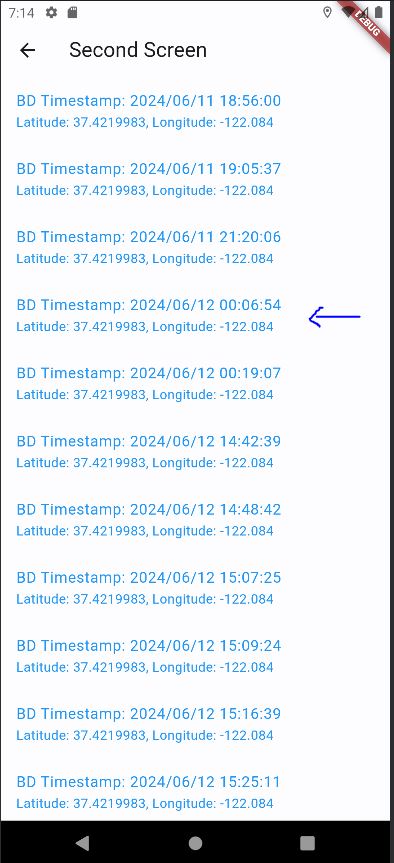 7:14
DEBUG
Second Screen
BD Timestamp: 2024/06/11 18:56:00
Latitude: 37.4219983, Longitude: -122.084
BD Timestamp: 2024/06/11 19:05:37
Latitude: 37.4219983, Longitude: -122.084
BD Timestamp: 2024/06/11 21:20:06
Latitude: 37.4219983, Longitude: -122.084
BD Timestamp: 2024/06/12 00:06:54
Latitude: 37.4219983, Longitude: -122.084
BD Timestamp: 2024/06/12 00:19:07
Latitude: 37.4219983, Longitude: -122.084
BD Timestamp: 2024/06/12 14:42:39
Latitude: 37.4219983, Longitude: -122.084
BD Timestamp: 2024/06/12 14:48:42
Latitude: 37.4219983, Longitude: -122.084
BD Timestamp: 2024/06/12 15:07:25
Latitude: 37.4219983, Longitude: -122.084
BD Timestamp: 2024/06/12 15:09:24
Latitude: 37.4219983, Longitude: -122.084
BD Timestamp: 2024/06/12 15:16:39
Latitude: 37.4219983, Longitude: -122.084
BD Timestamp: 2024/06/12 15:25:11
Latitude: 37.4219983, Longitude: -122.084